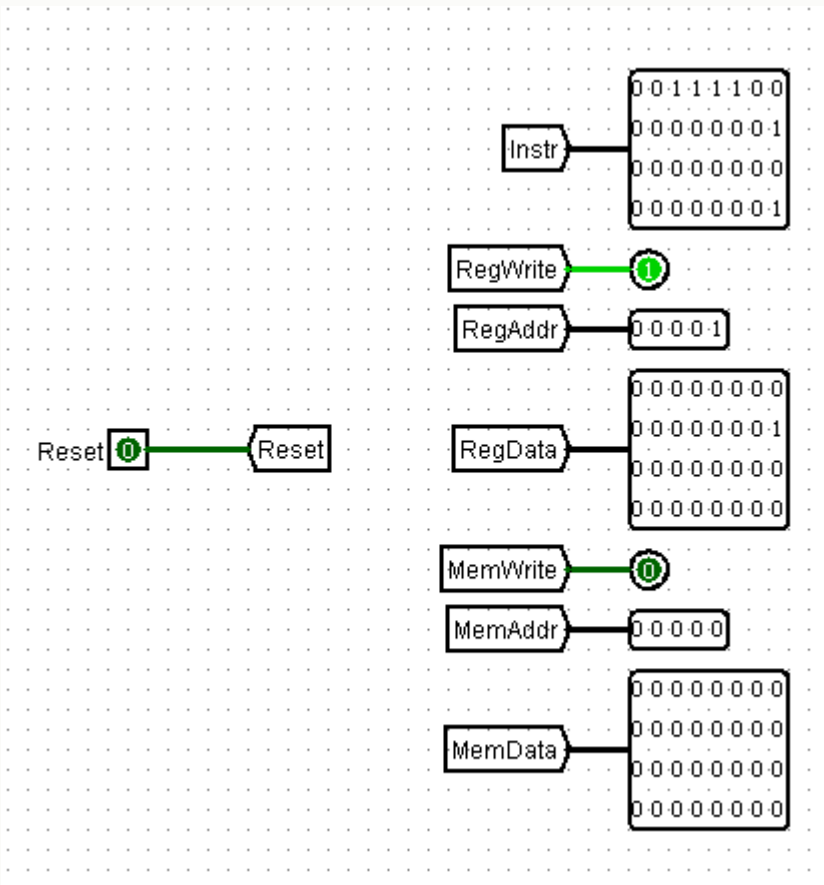 0 0 1 1 1 1 0 0
Instr
0 0 0 0 0 0 0 1
0 0 0 0 0 0 0 0
0 0 0 0 0 0 0 1
RegWrite 1
RegAddr 0 0 0 0 1
0 0 0 0 0 0 0 0
0 0 0 0 0 0 0 1
Reset 0 Reset RegData
0 0 0 0 0 0 0 0
0 0 0 0 0 0 0 0
MemWrite 0
MemAddr 0 0 0 0 0
0 0 0 0 0 0 0 0
0 0 0 0 0 0 0 0
MemData
0 0 0 0 0 0 0 0
0 0 0 0 0 0 0 0